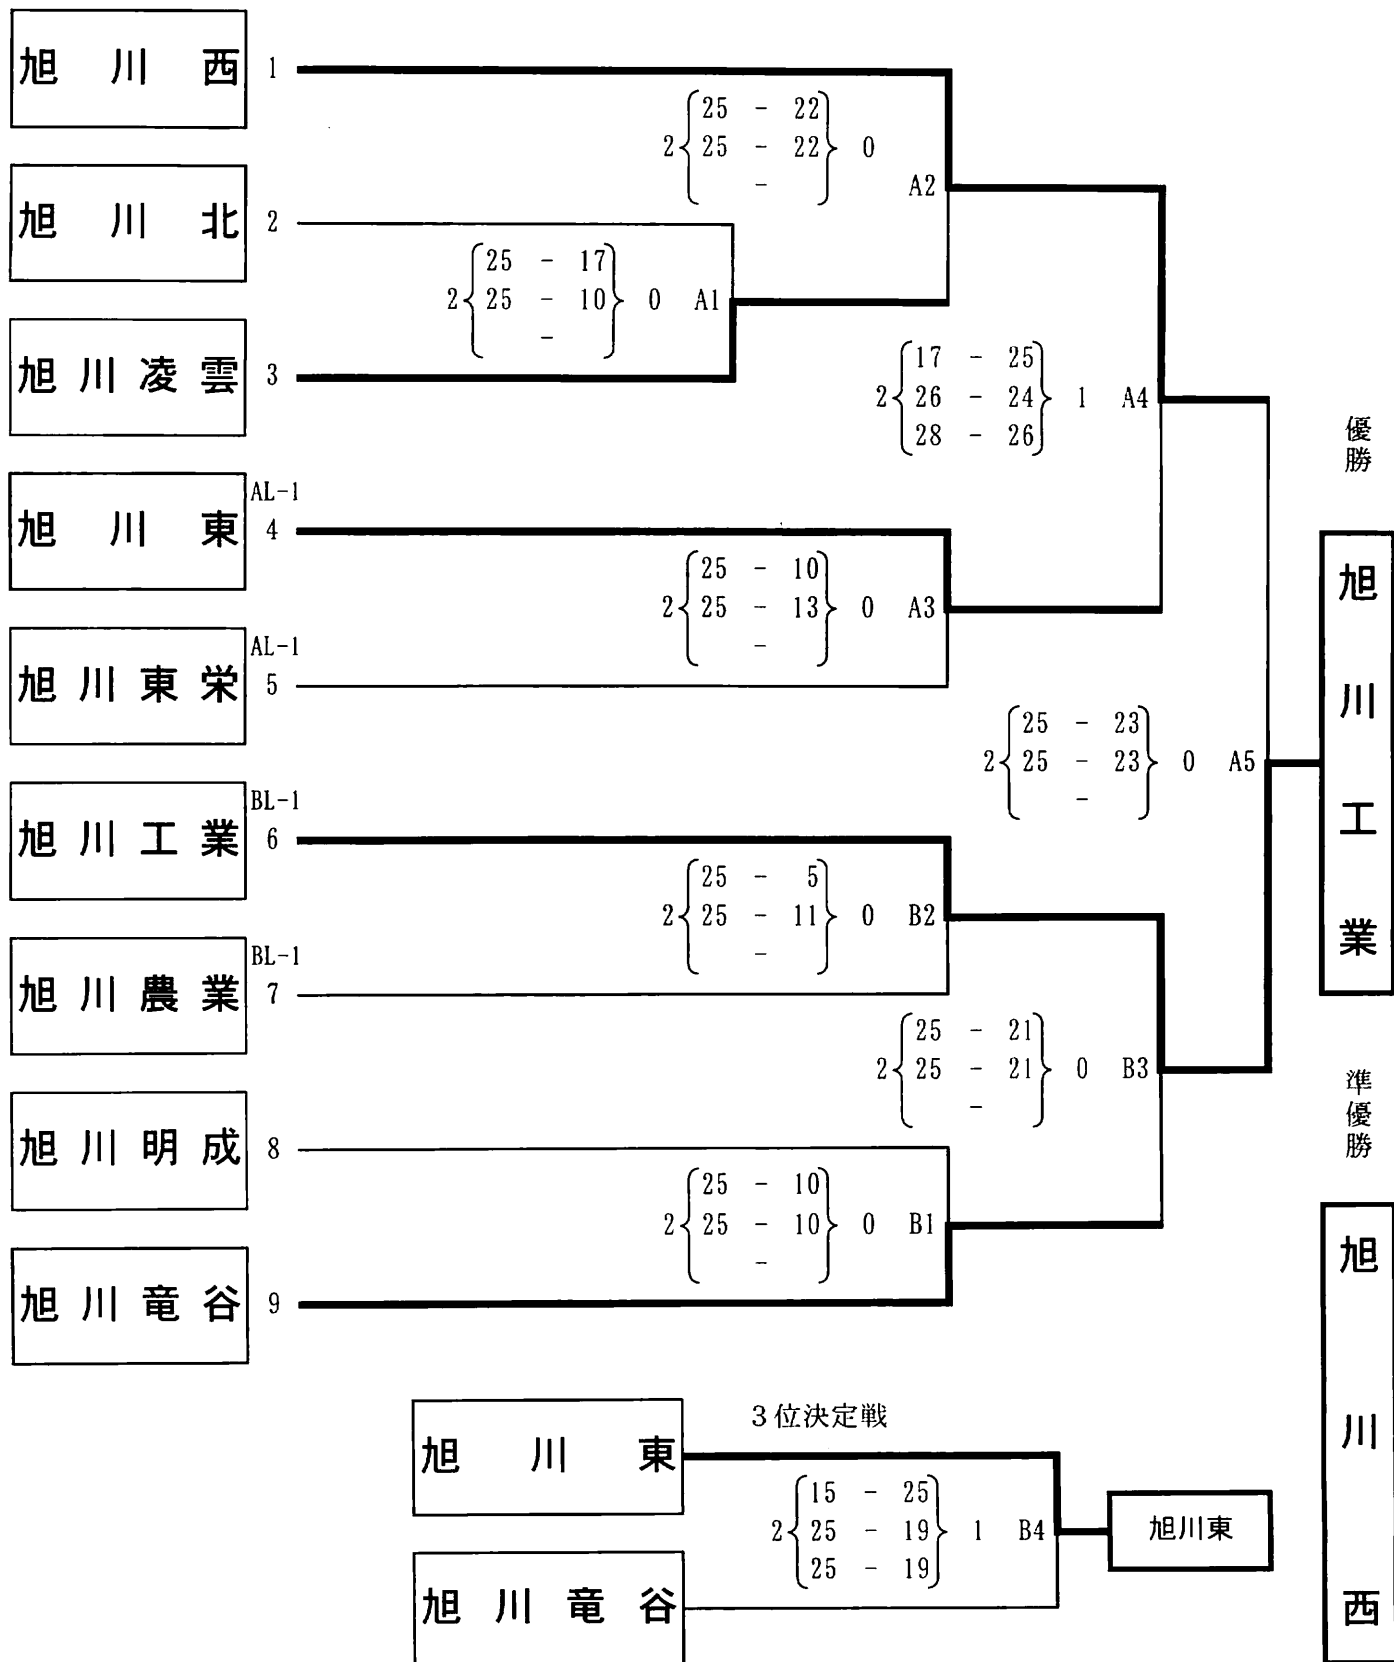 旭川西 1
25 - 22
2 25 - 22 0
-
A2
旭川北 2
25 - 17
2 25 - 10 0 A1
-
旭川凌雲 3
17 - 25
2 26 - 24 1 A4
28 - 26
優勝
AL-1
旭川東 4
25 - 10
2 25 - 13 0 A3
-
旭川工業
AL-1
旭川東栄 5
25 - 23
2 25 - 23 0 A5
-
BL-1
旭川工業 6
25 - 5
2 25 - 11 0 B2
-
BL-1
旭川農業 7
25 - 21
2 25 - 21 0 B3
-
準優勝
旭川明成 8
25 - 10
2 25 - 10 0 B1
-
旭川西
旭川竜谷 9
3位決定戦
旭川東
15 - 25
2 25 - 19 1 B4
25 - 19
旭川東
旭川竜谷